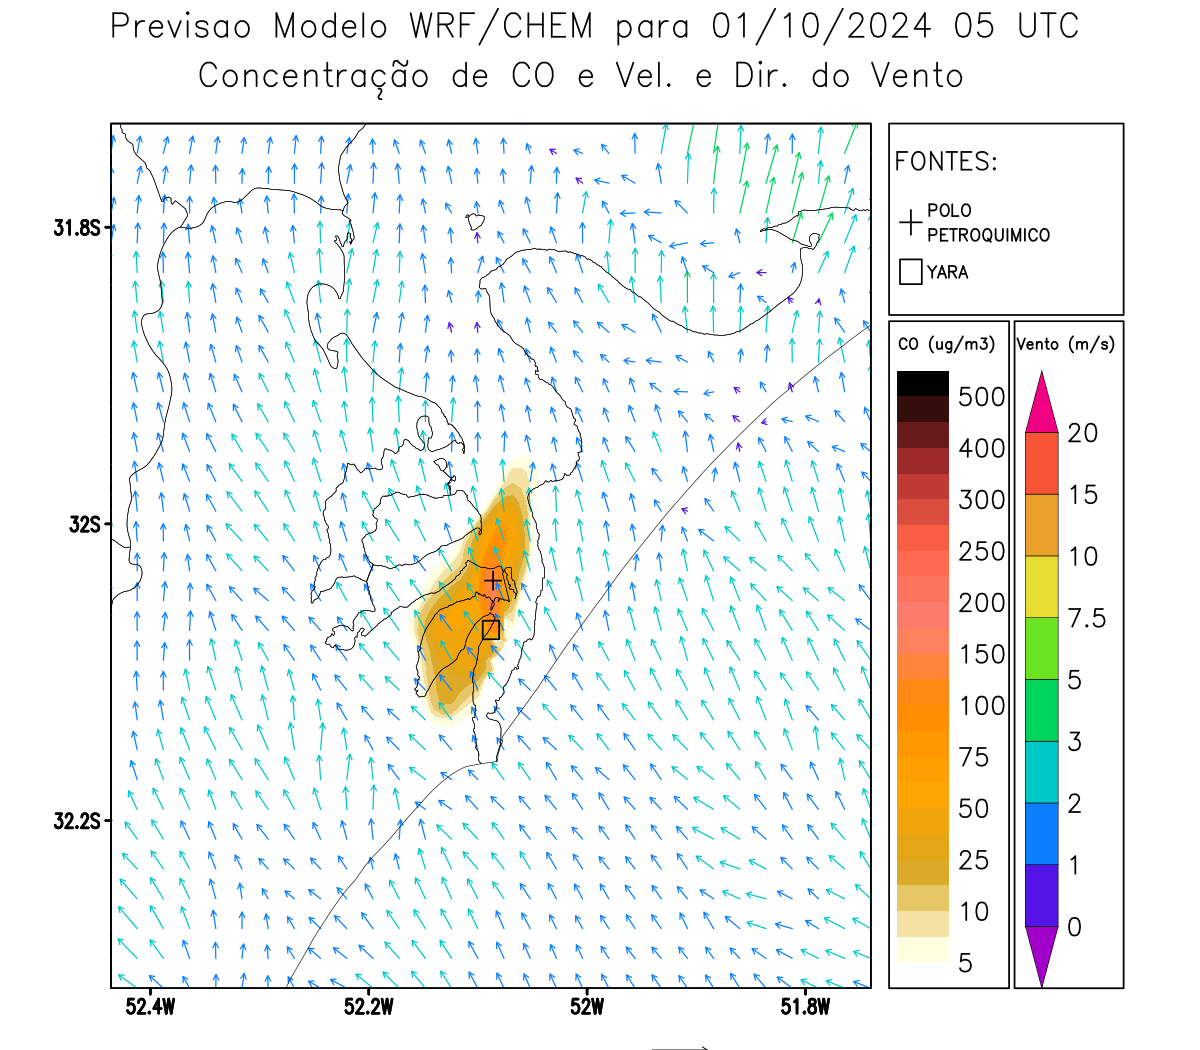 Previsao Modelo WRF/CHEM para 01/10/2024 05 UTC
Concentração de CO e Vel. e Dir. do Vento
FONTES:
POLO
PETROQUIMICO
YARA
CO (ug/m3)
500
400
300
250
200
150
100
75
50
25
10
5
Vento (m/s)
20
15
10
7.5
5
3
2
1
0
31.8S
32S
32.2S
52.4W
52.2W
52W
51.8W